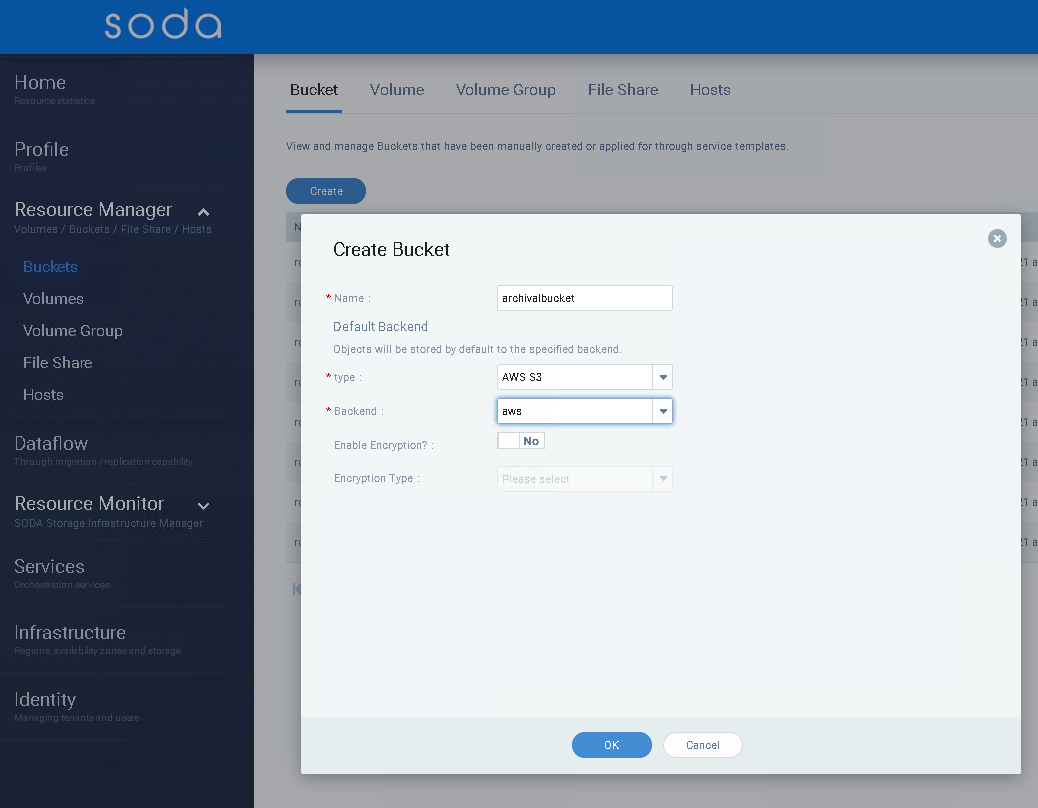 soda
Home
Resource statistics
Profile
Profiles
Resource Manager
Volumes / Buckets / File Share / Hosts
Buckets
Volumes
Volume Group
File Share
Hosts
Dataflow
Through migration / replication capability.
Resource Monitor
SODA Storage Infrastructure Manager
Services
Orchestration services.
Infrastructure
Regions, availability zones and storage
Identity
Managing tenants and users
Bucket Volume Volume Group File Share Hosts
View and manage Buckets that have been manually created or applied for through service templates.
Create
Create Bucket
* Name : archivalbucket
Default Backend
Objects will be stored by default to the specified backend.
* type : AWS S3
* Backend : aws
Enable Encryption? : No
Encryption Type : Please select
OK Cancel